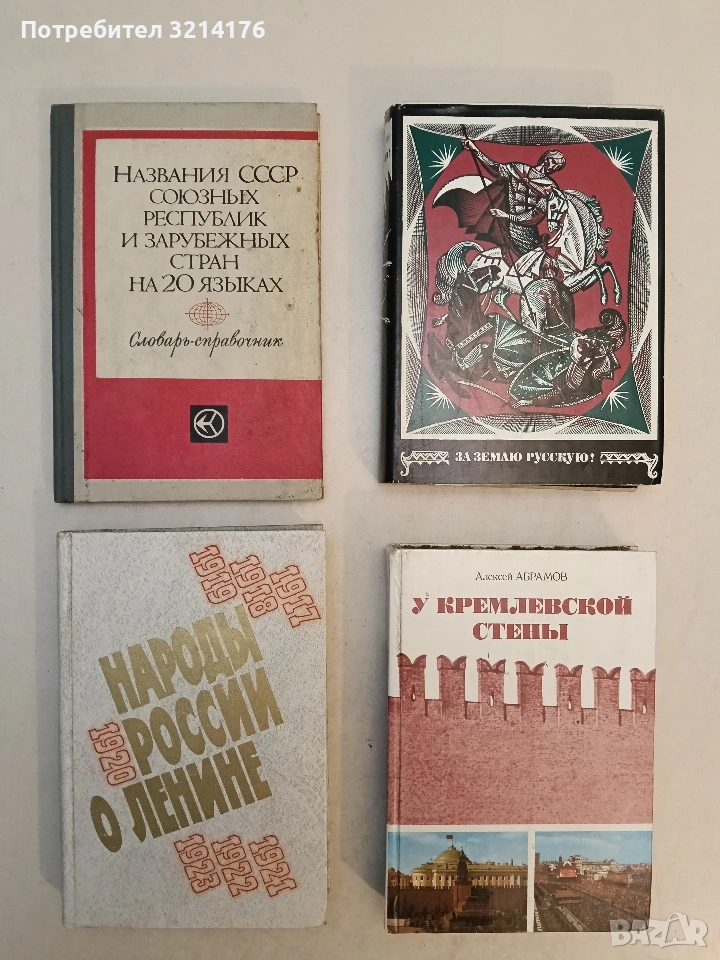 Потребител 3214176
НАЗВАНИЯ СССР
СОЮЗНЫХ
РЕСПУБЛИК
И ЗАРУБЕЖНЫХ
СТРАН
НА 20 ЯЗЫКАХ
Словарь-справочник
ЗА ЗЕМЛЮ РУССКУЮ!
1917
1918
1919
НАРОДЫ
РОССИИ
1920
О ЛЕНИНЕ
1921
1922
1923
Алексей АБРАМОВ
У КРЕМЛЕВСКОЙ
СТЕНЫ
BAZAR